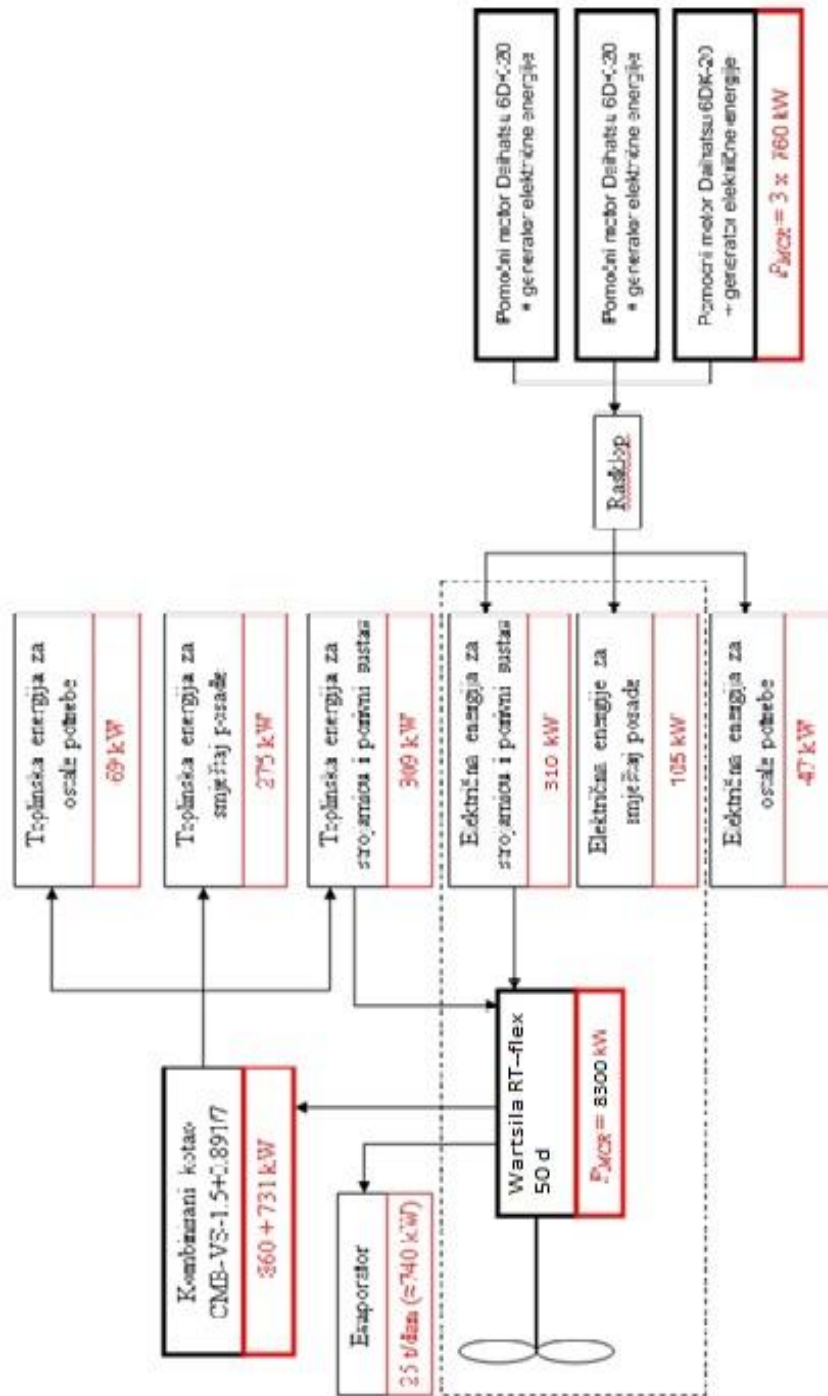 Toplinska energija za
ostale potrebe
69 kW
Kombinirani kotao
CMB-VS-1.5+0.891/7
+ 731 kW
Toplinska energija za
smještaj posade
275 kW
Evaporator
25 t/dan (≈740 kW)
Toplinska energija za
strojarnicu i porivni sustav
309 kW
Wartsila RT-flex
50 d
P_MCR = 8300 kW
Električna energija za
strojarnicu i porivni sustav
310 kW
Električna energije za
smještaj posade
105 kW
Električna energija za
ostale potrebe
47 kW
Rasklop
Pomoćni motor Daihatsu 6DK-20
+ generator električne energije
Pomoćni motor Daihatsu 6DK-20
+ generator električne energije
Pomoćni motor Daihatsu 6DK-20
+ generator električne energije
P_MCR = 3 x 760 kW